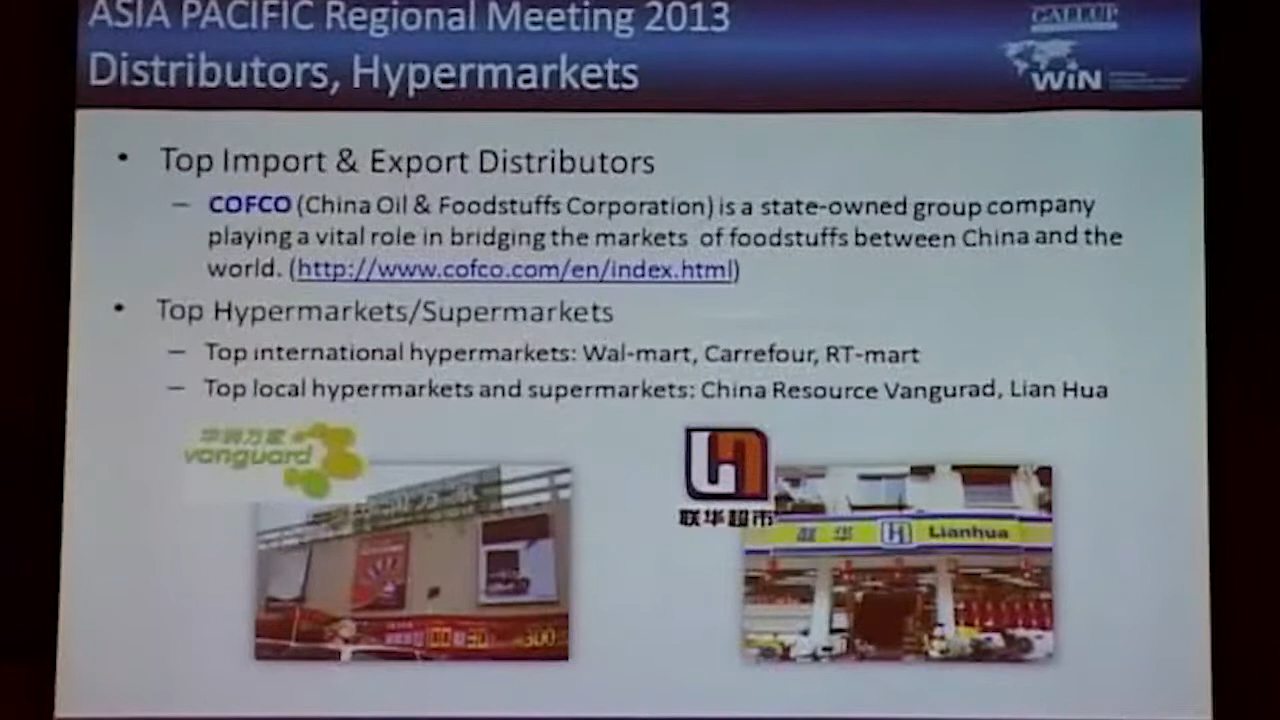 ASIA PACIFIC Regional Meeting 2013
Distributors, Hypermarkets
GALLUP
WiN
• Top Import & Export Distributors
– COFCO (China Oil & Foodstuffs Corporation) is a state-owned group company
playing a vital role in bridging the markets of foodstuffs between China and the
world. (http://www.cofco.com/en/index.html)
• Top Hypermarkets/Supermarkets
– Top international hypermarkets: Wal-mart, Carrefour, RT-mart
– Top local hypermarkets and supermarkets: China Resource Vangurad, Lian Hua
华润万家
vanguard
联华超市
联 华 H Lianhua
300